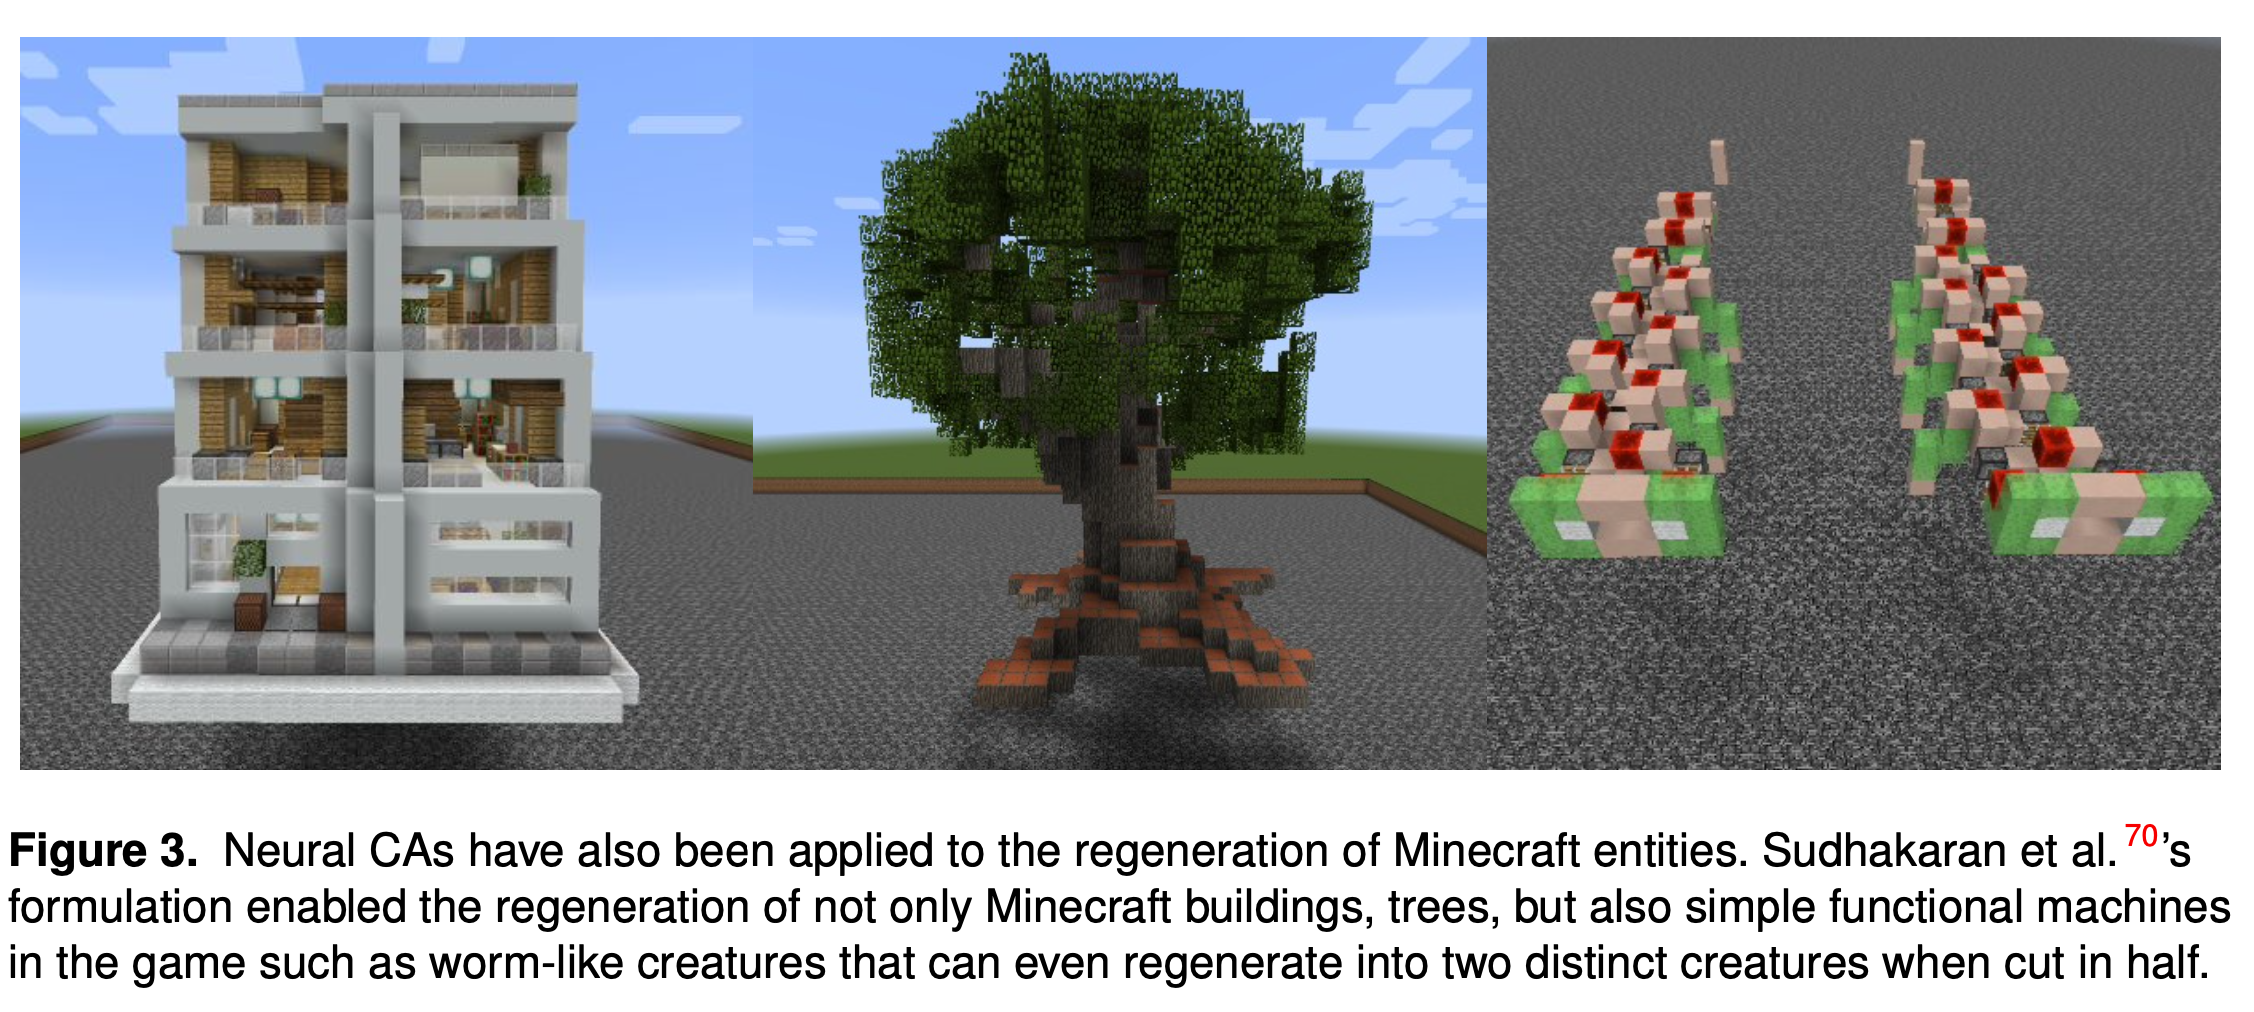 Figure 3. Neural CAs have also been applied to the regeneration of Minecraft entities. Sudhakaran et al.70's
formulation enabled the regeneration of not only Minecraft buildings, trees, but also simple functional machines
in the game such as worm-like creatures that can even regenerate into two distinct creatures when cut in half.